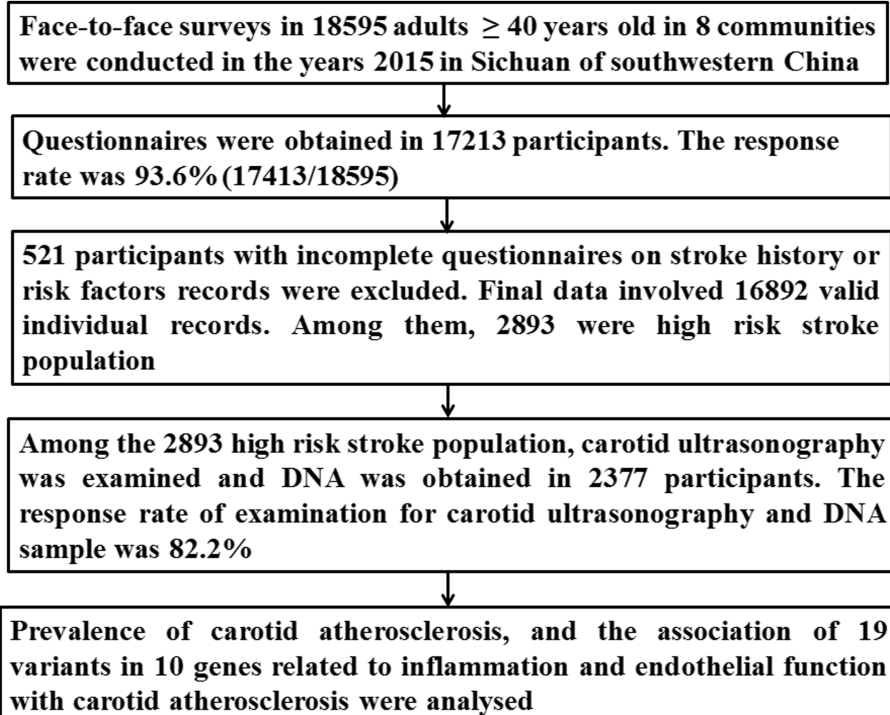 Face-to-face surveys in 18595 adults ≥ 40 years old in 8 communities
were conducted in the years 2015 in Sichuan of southwestern China
Questionnaires were obtained in 17213 participants. The response
rate was 93.6% (17413/18595)
521 participants with incomplete questionnaires on stroke history or
risk factors records were excluded. Final data involved 16892 valid
individual records. Among them, 2893 were high risk stroke
population
Among the 2893 high risk stroke population, carotid ultrasonography
was examined and DNA was obtained in 2377 participants. The
response rate of examination for carotid ultrasonography and DNA
sample was 82.2%
Prevalence of carotid atherosclerosis, and the association of 19
variants in 10 genes related to inflammation and endothelial function
with carotid atherosclerosis were analysed